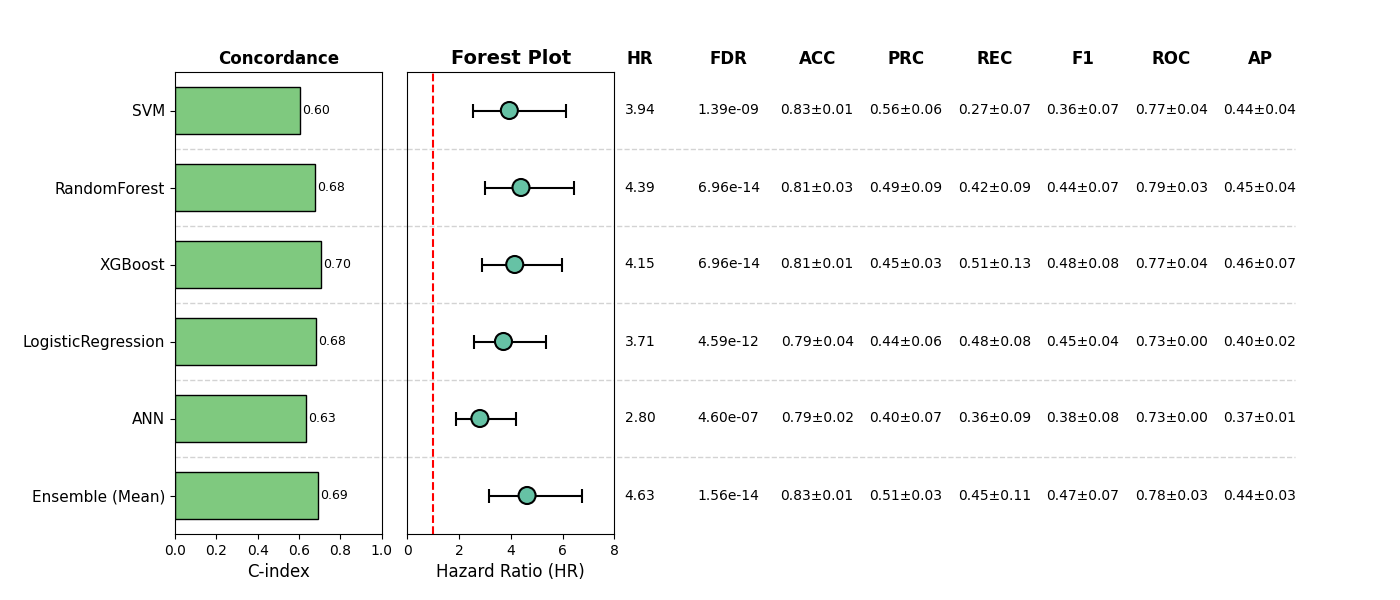 Concordance Forest Plot HR FDR ACC PRC REC F1 ROC AP
SVM 0.60 3.94 1.39e-09 0.83±0.01 0.56±0.06 0.27±0.07 0.36±0.07 0.77±0.04 0.44±0.04
RandomForest 0.68 4.39 6.96e-14 0.81±0.03 0.49±0.09 0.42±0.09 0.44±0.07 0.79±0.03 0.45±0.04
XGBoost 0.70 4.15 6.96e-14 0.81±0.01 0.45±0.03 0.51±0.13 0.48±0.08 0.77±0.04 0.46±0.07
LogisticRegression 0.68 3.71 4.59e-12 0.79±0.04 0.44±0.06 0.48±0.08 0.45±0.04 0.73±0.00 0.40±0.02
ANN 0.63 2.80 4.60e-07 0.79±0.02 0.40±0.07 0.36±0.09 0.38±0.08 0.73±0.00 0.37±0.01
Ensemble (Mean) 0.69 4.63 1.56e-14 0.83±0.01 0.51±0.03 0.45±0.11 0.47±0.07 0.78±0.03 0.44±0.03
0.0 0.2 0.4 0.6 0.8 1.0 0 2 4 6 8
C-index Hazard Ratio (HR)